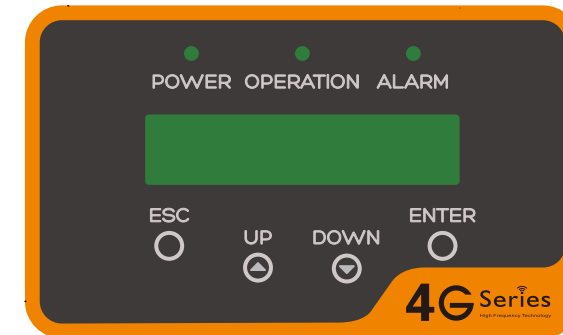 POWER OPERATION ALARM
ESC ENTER
UP DOWN
4G Series
High Frequency Technology